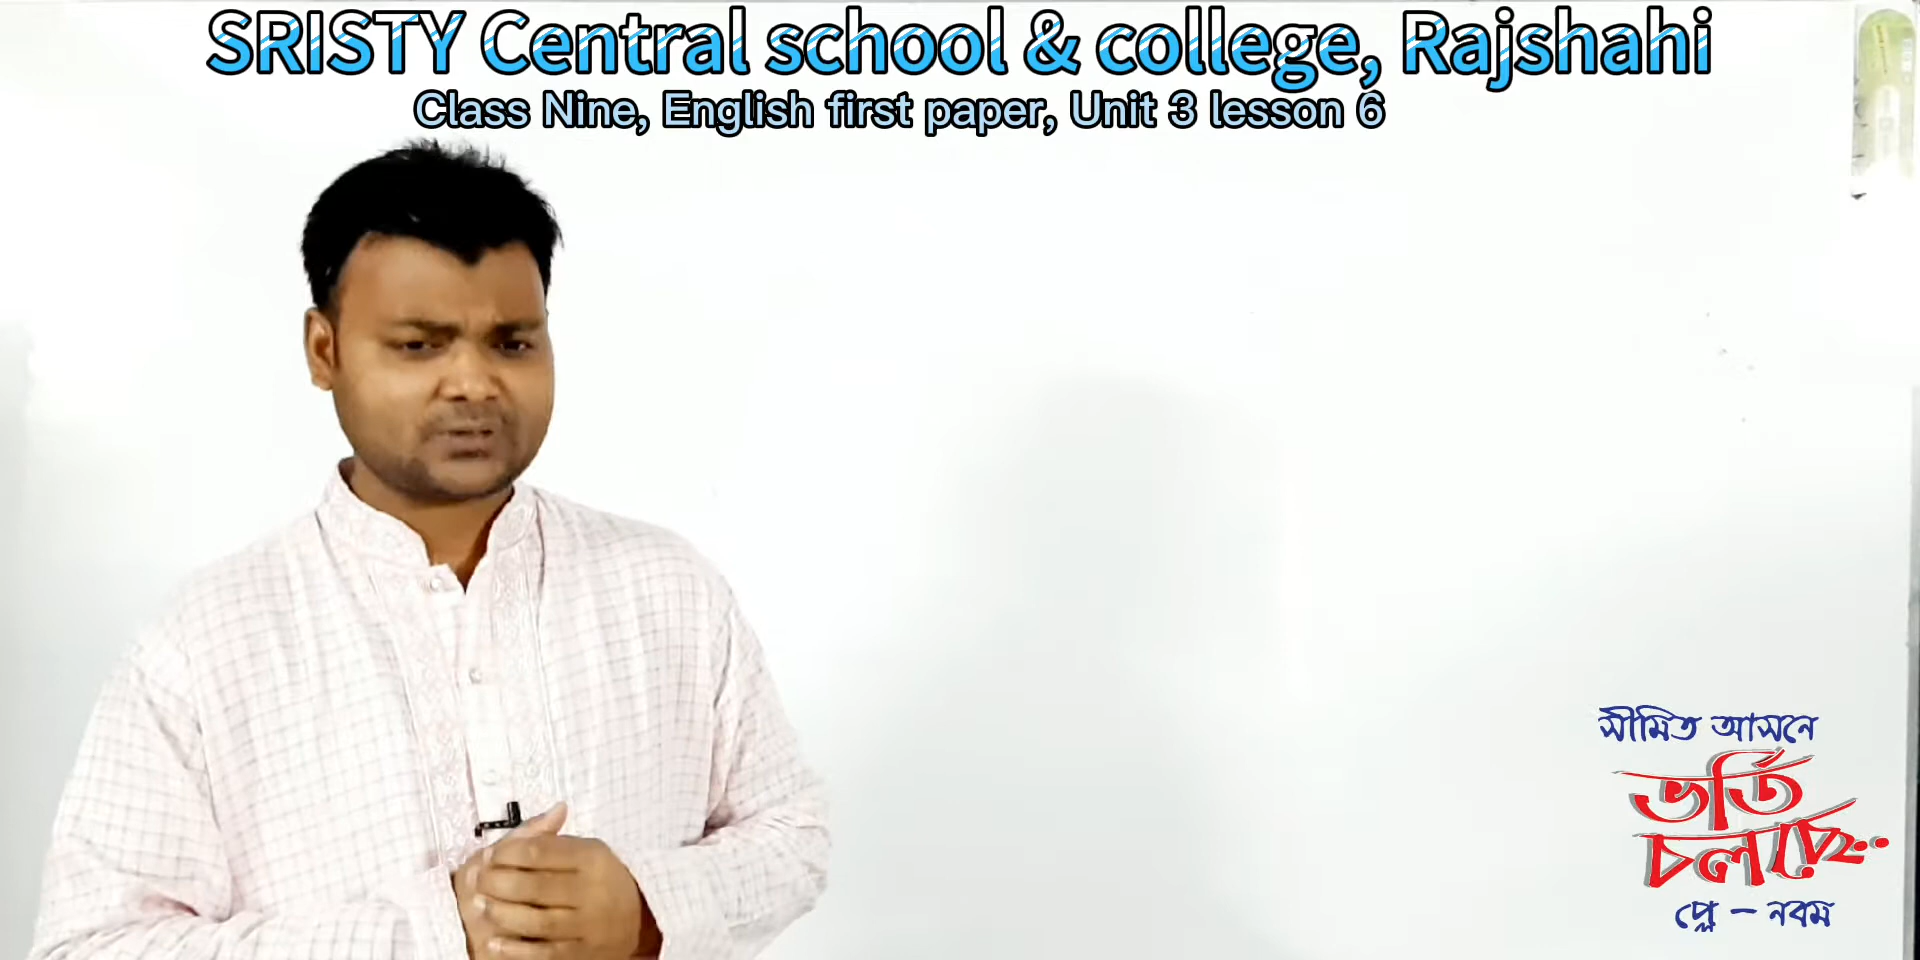 SRISTY Central school & college, Rajshahi
Class Nine, English first paper, Unit 3 lesson 6
সীমিত আসনে
ভর্তি
চলছে..
প্লে - নবম